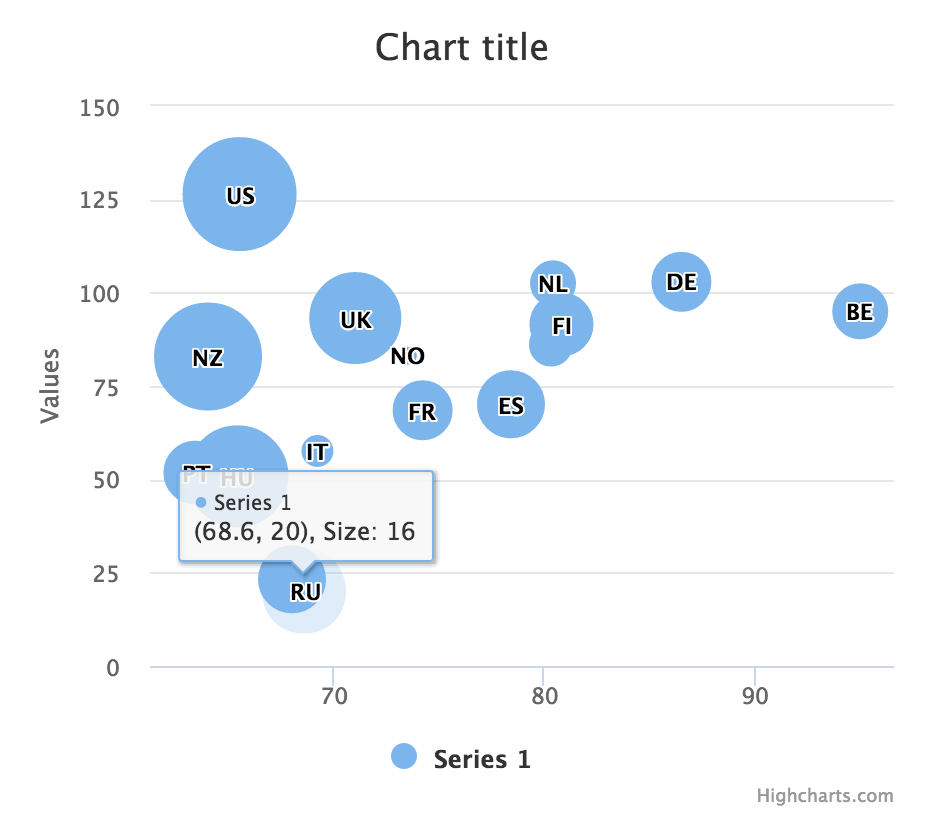 Chart title
150
125
100
75
50
25
0
Values
US
NL
DE
BE
UK
FI
NO
NZ
FR
ES
IT
PT
HU
Series 1
(68.6, 20), Size: 16
RU
70
80
90
Series 1
Highcharts.com